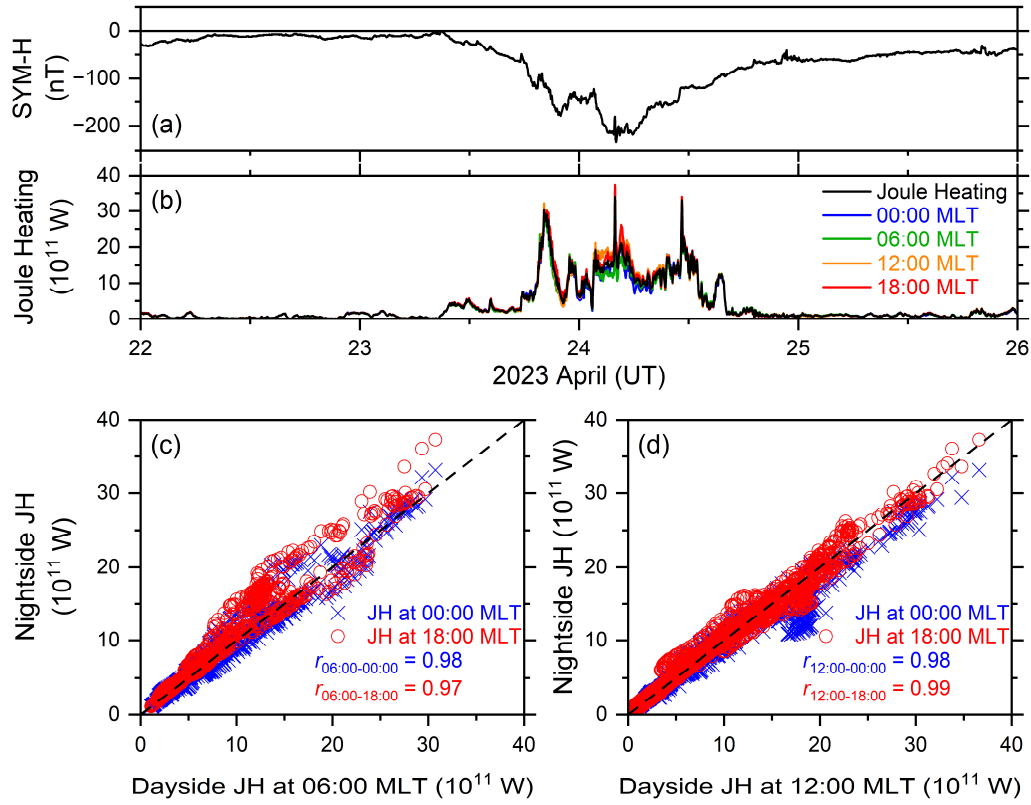 0
−100
−200
SYM-H
(nT)
(a)
22
23
24
25
26
40
30
20
10
0
Joule Heating
(10¹¹ W)
(b)
Joule Heating
00:00 MLT
06:00 MLT
12:00 MLT
18:00 MLT
22
23
24
25
26
2023 April (UT)
40
30
20
10
0
Nightside JH
(10¹¹ W)
(c)
JH at 00:00 MLT
JH at 18:00 MLT
r06:00-00:00 = 0.98
r06:00-18:00 = 0.97
0
10
20
30
40
Dayside JH at 06:00 MLT (10¹¹ W)
40
30
20
10
0
Nightside JH (10¹¹ W)
(d)
JH at 00:00 MLT
JH at 18:00 MLT
r12:00-00:00 = 0.98
r12:00-18:00 = 0.99
0
10
20
30
40
Dayside JH at 12:00 MLT (10¹¹ W)